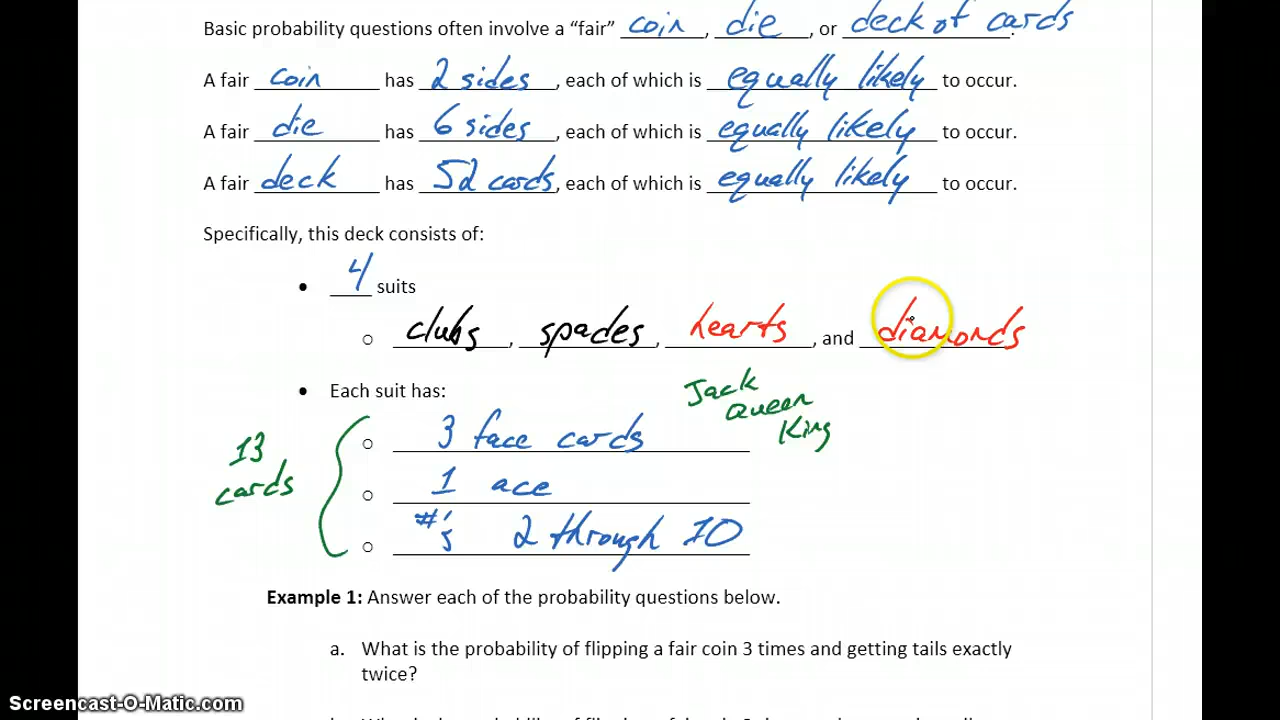 Basic probability questions often involve a “fair” coin, die, or deck of cards.
A fair coin has 2 sides, each of which is equally likely to occur.
A fair die has 6 sides, each of which is equally likely to occur.
A fair deck has 52 cards, each of which is equally likely to occur.
Specifically, this deck consists of:
• 4 suits
o clubs, spades, hearts, and diamonds
• Each suit has:
Jack
Queen
King
13
cards
o 3 face cards
o 1 ace
o #'s 2 through 10
Example 1: Answer each of the probability questions below.
a. What is the probability of flipping a fair coin 3 times and getting tails exactly
twice?
Screencast-O-Matic.com